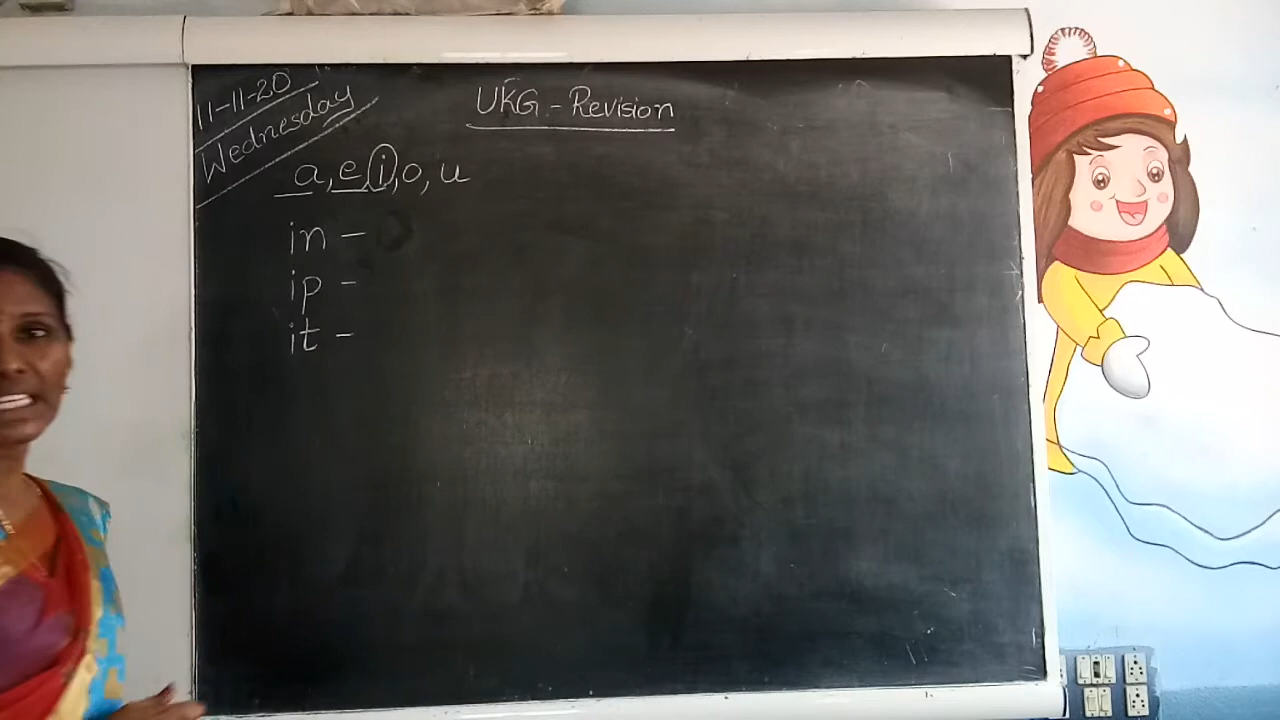 11-11-20
Wednesday
UKG - Revision
a, e, i, o, u
in -
ip -
it -